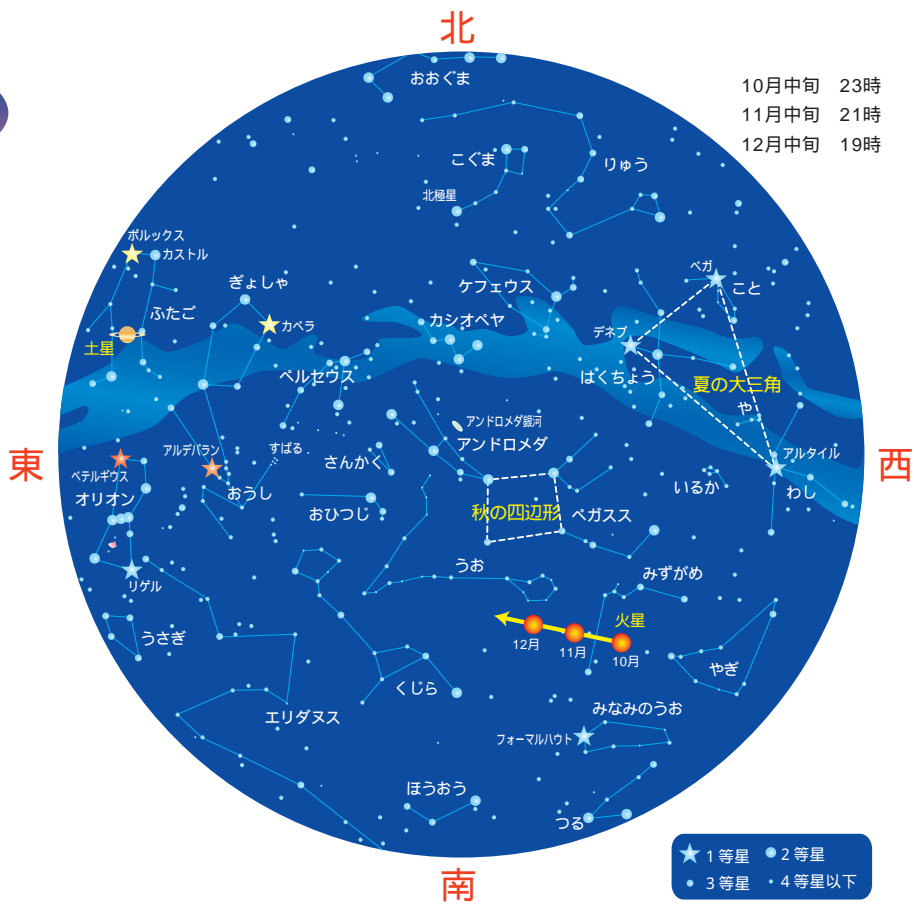 北
10月中旬　23時
11月中旬　21時
12月中旬　19時
おおぐま
こぐま
りゅう
北極星
ポルックス
カストル
ぎょしゃ
ケフェウス
ベガ
こと
ふたご
カペラ
カシオペヤ
デネブ
土星
ペルセウス
はくちょう
夏の大三角
や
アンドロメダ銀河
アンドロメダ
アルデバラン
すばる
さんかく
アルタイル
東
西
ベテルギウス
オリオン
おうし
おひつじ
秋の四辺形
ペガスス
いるか
わし
うお
みずがめ
リゲル
うさぎ
火星
12月
11月
10月
やぎ
くじら
エリダヌス
みなみのうお
フォーマルハウト
ほうおう
つる
南
1等星
2等星
3等星
4等星以下